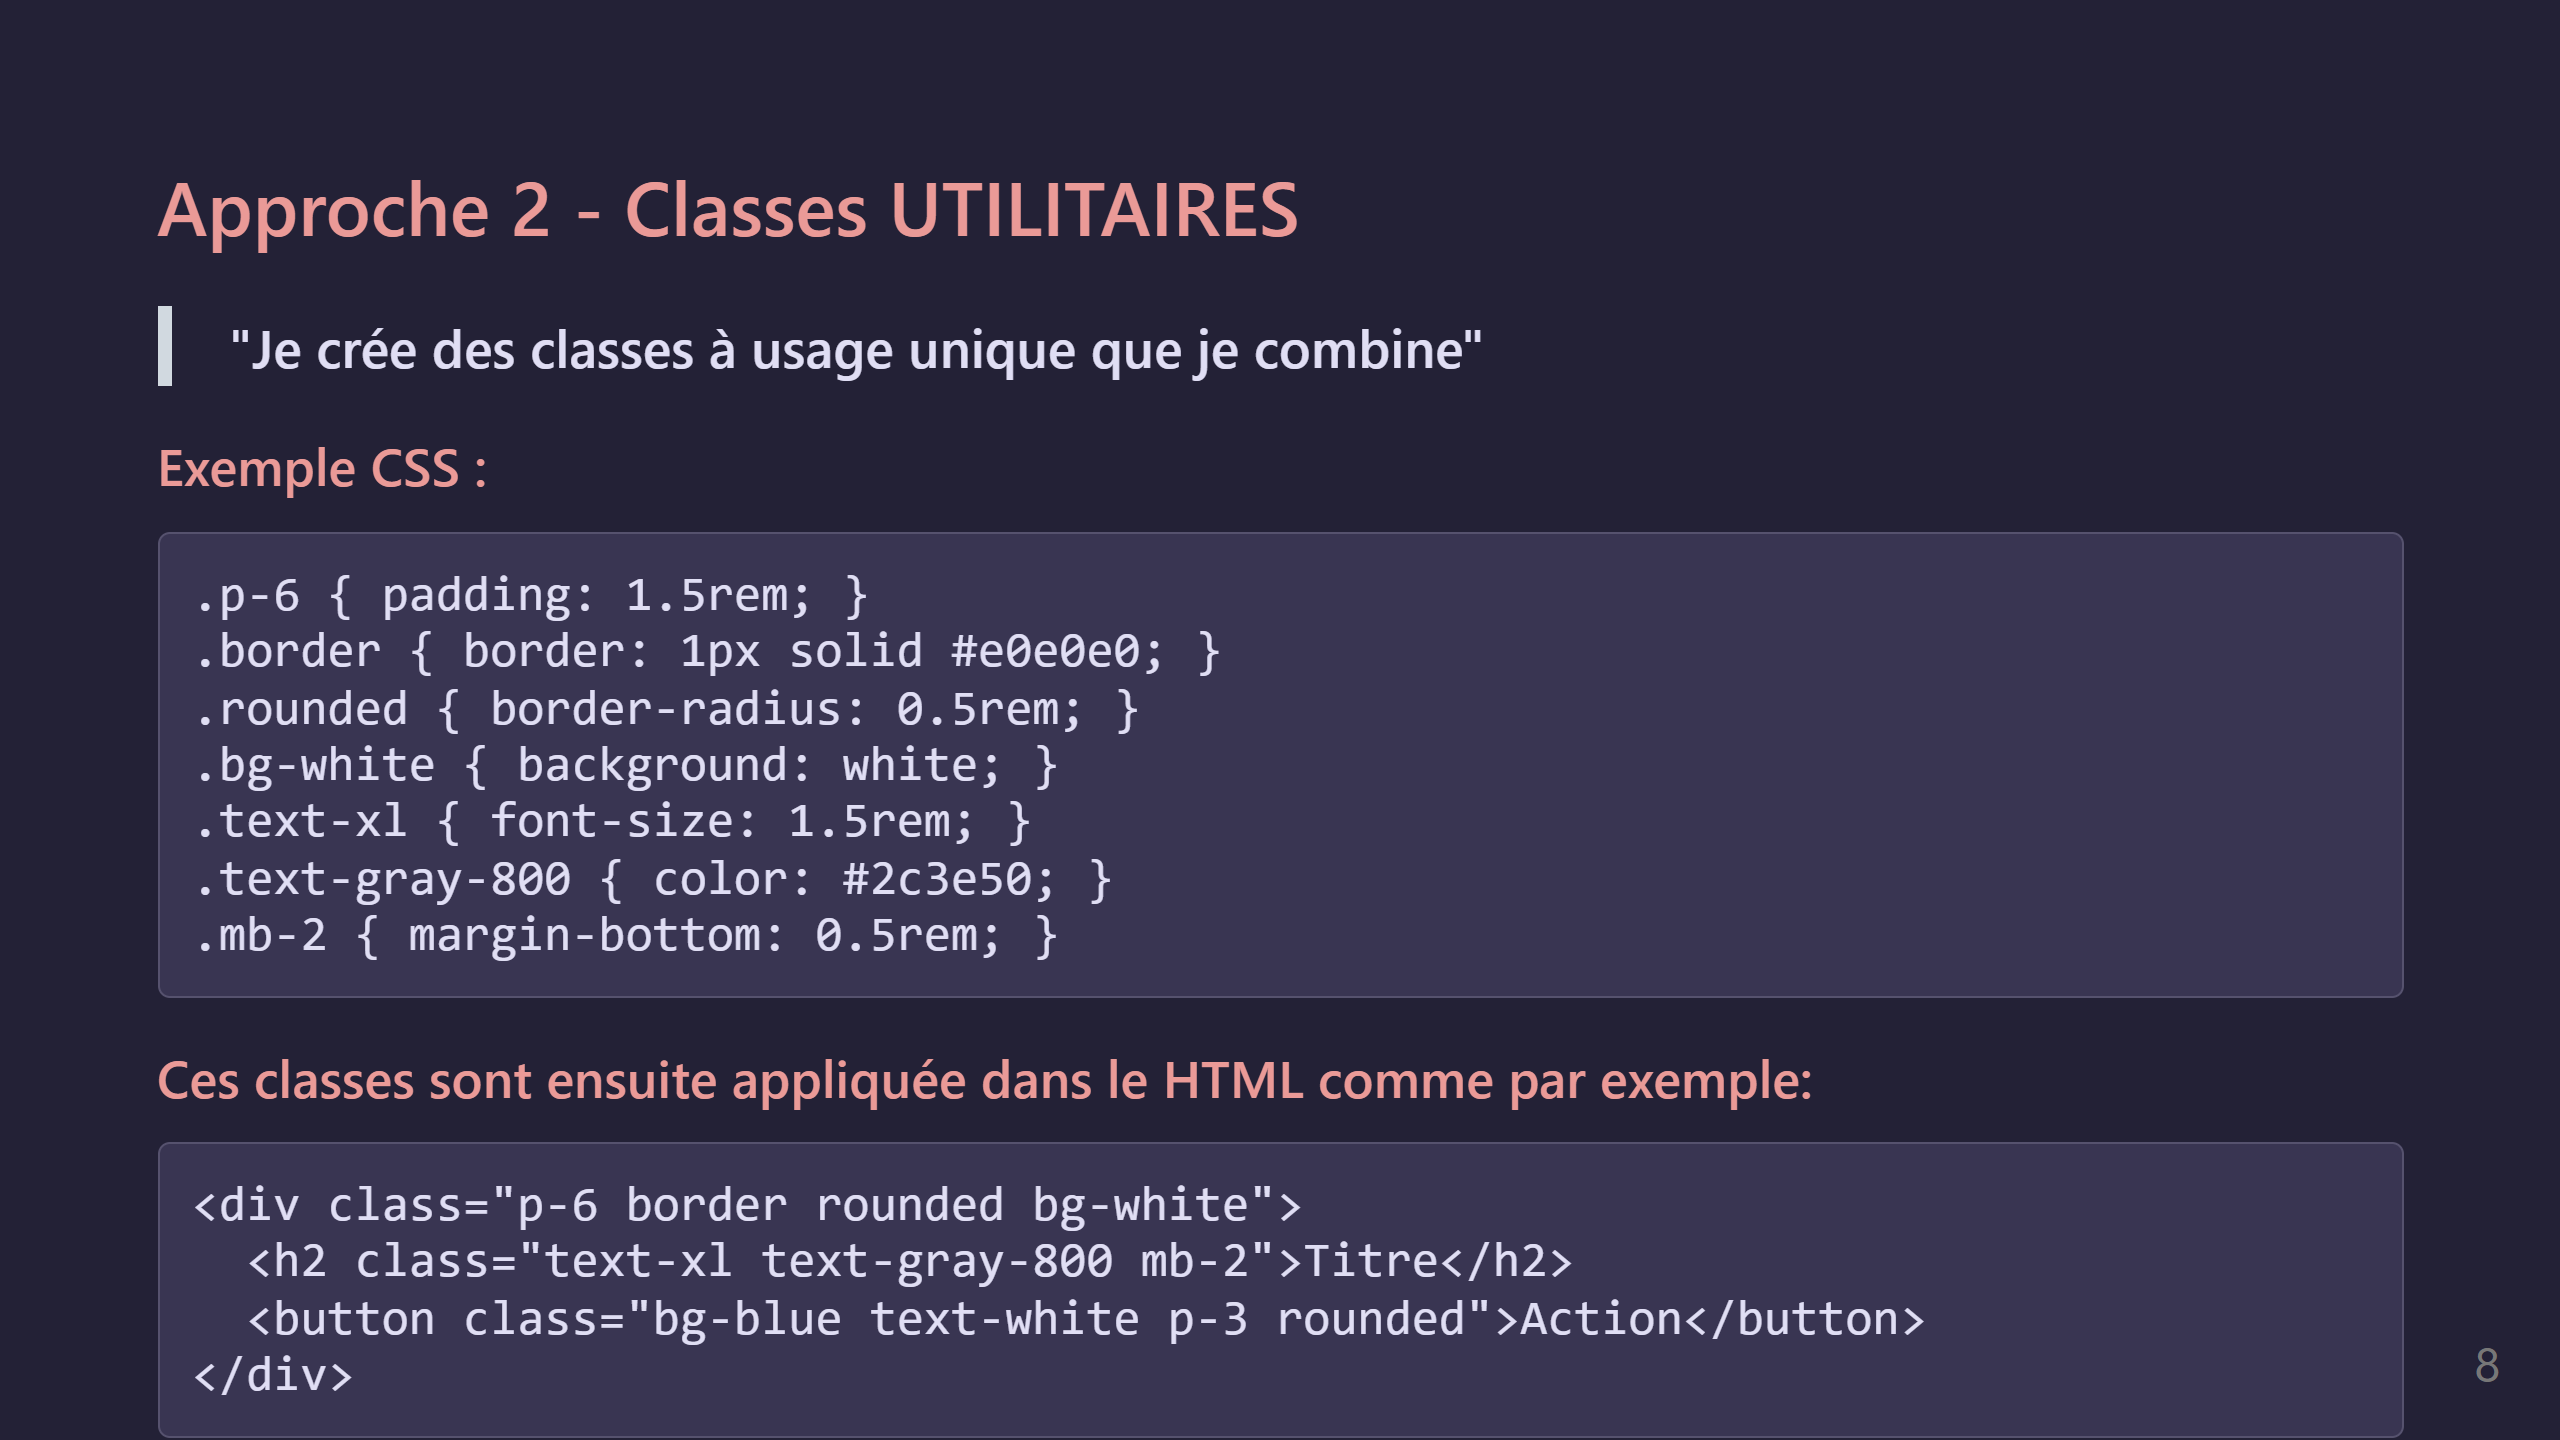 Approche 2 - Classes UTILITAIRES
"Je crée des classes à usage unique que je combine"
Exemple CSS :
.p-6 { padding: 1.5rem; }
.border { border: 1px solid #e0e0e0; }
.rounded { border-radius: 0.5rem; }
.bg-white { background: white; }
.text-xl { font-size: 1.5rem; }
.text-gray-800 { color: #2c3e50; }
.mb-2 { margin-bottom: 0.5rem; }
Ces classes sont ensuite appliquée dans le HTML comme par exemple:
<div class="p-6 border rounded bg-white">
  <h2 class="text-xl text-gray-800 mb-2">Titre</h2>
  <button class="bg-blue text-white p-3 rounded">Action</button>
</div>
8